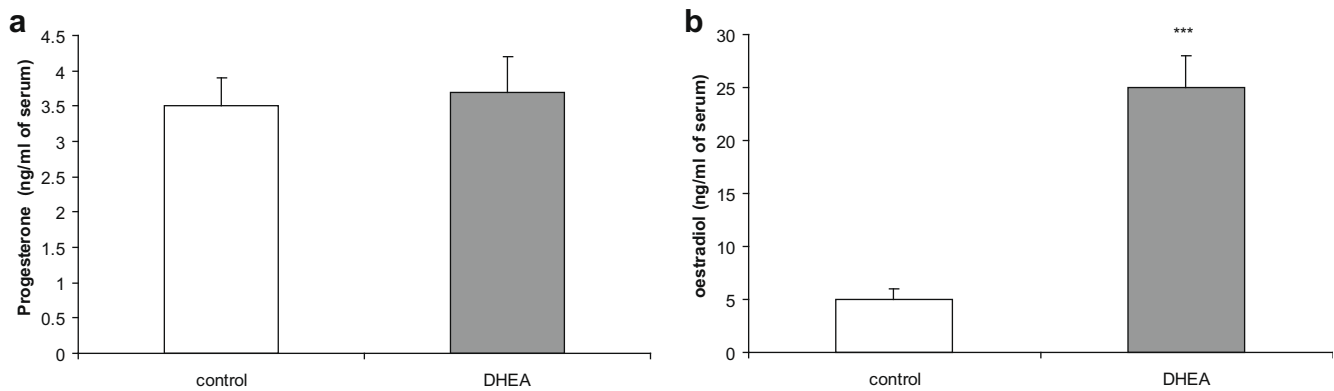 a
Progesterone (ng/ml of serum)
4.5
4
3.5
3
2.5
2
1.5
1
0.5
0
control
DHEA
b
oestradiol (ng/ml of serum)
30
25
20
15
10
5
0
***
control
DHEA